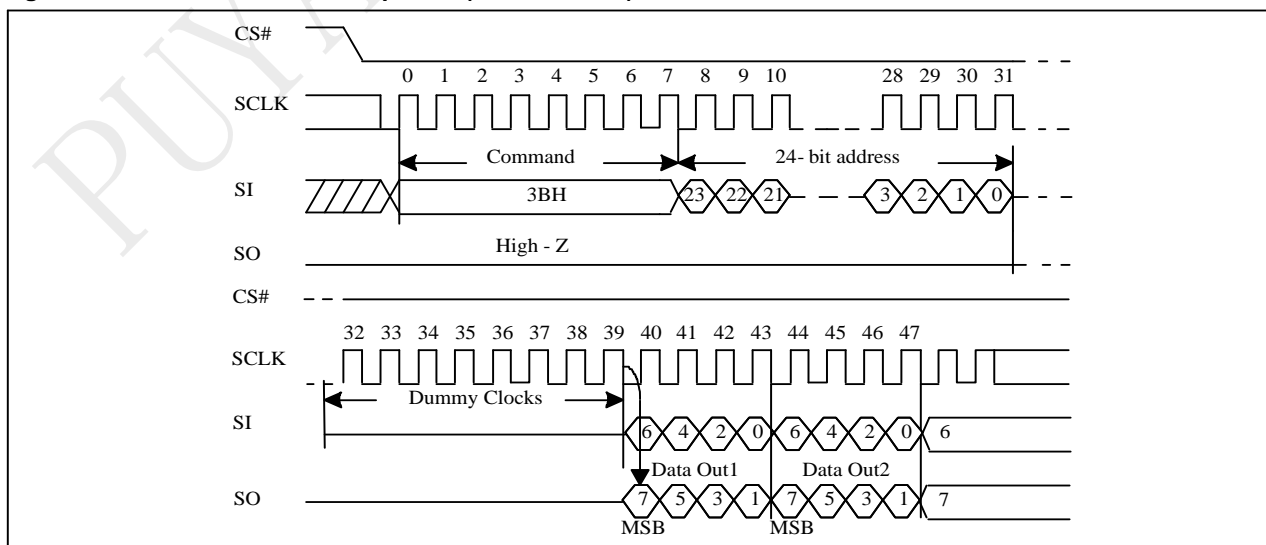 PUYA
CS#
0 1 2 3 4 5 6 7 8 9 10 28 29 30 31
SCLK
Command 24- bit address
SI 3BH 23 22 21 3 2 1 0
High - Z
SO
CS#
32 33 34 35 36 37 38 39 40 41 42 43 44 45 46 47
SCLK
Dummy Clocks
SI 6 4 2 0 6 4 2 0 6
Data Out1 Data Out2
SO 7 5 3 1 7 5 3 1 7
MSB MSB